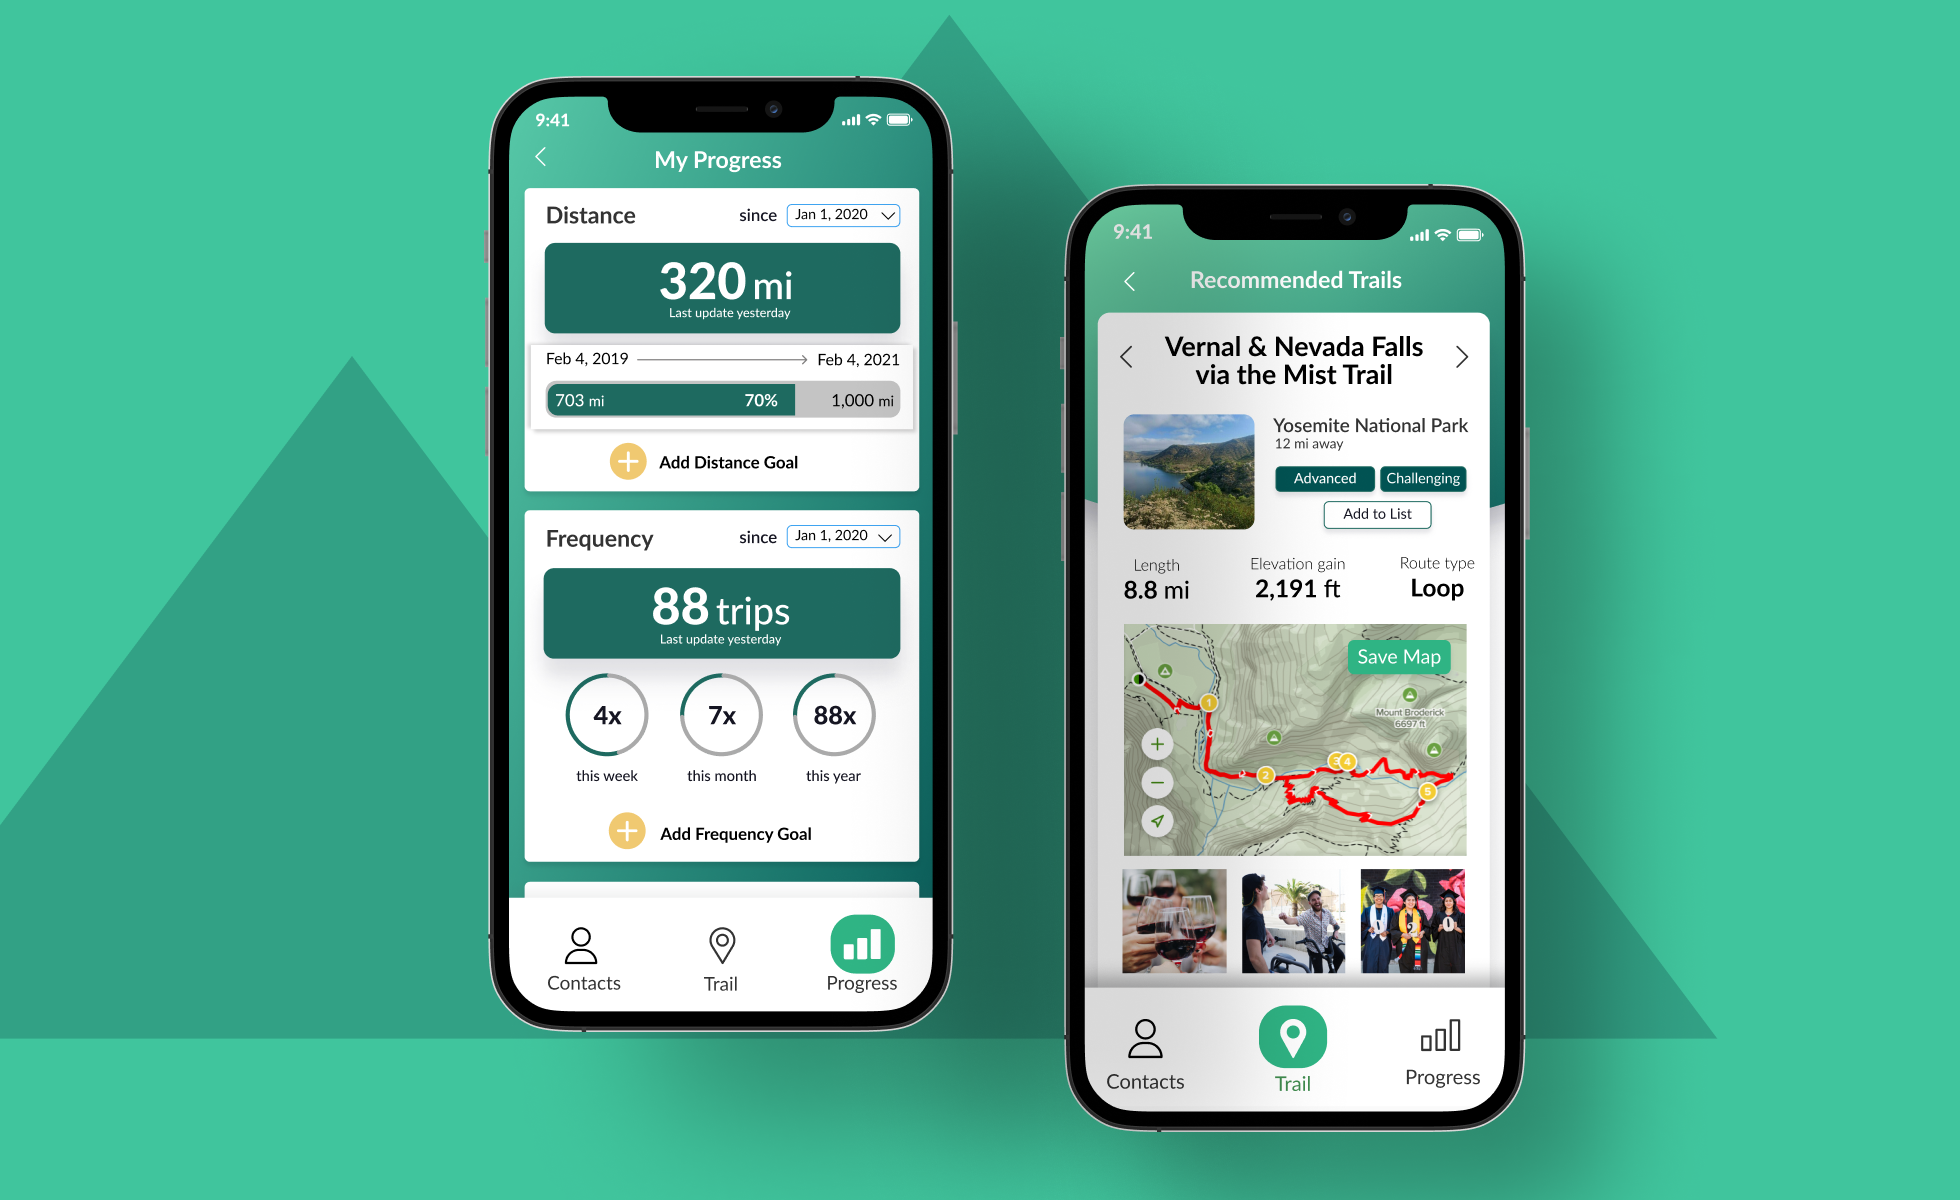 9:41
My Progress
Distance
since Jan 1, 2020
320 mi
Last update yesterday
Feb 4, 2019
Feb 4, 2021
703 mi 70% 1,000 mi
Add Distance Goal
Frequency
since Jan 1, 2020
88 trips
Last update yesterday
4x 7x 88x
this week this month this year
Add Frequency Goal
Contacts Trail Progress
9:41
Recommended Trails
Vernal & Nevada Falls
via the Mist Trail
Yosemite National Park
12 mi away
Advanced Challenging
Add to List
Length Elevation gain Route type
8.8 mi 2,191 ft Loop
Save Map
Mount Broderick
6697 ft
1
2
3 4
5
Contacts Trail Progress